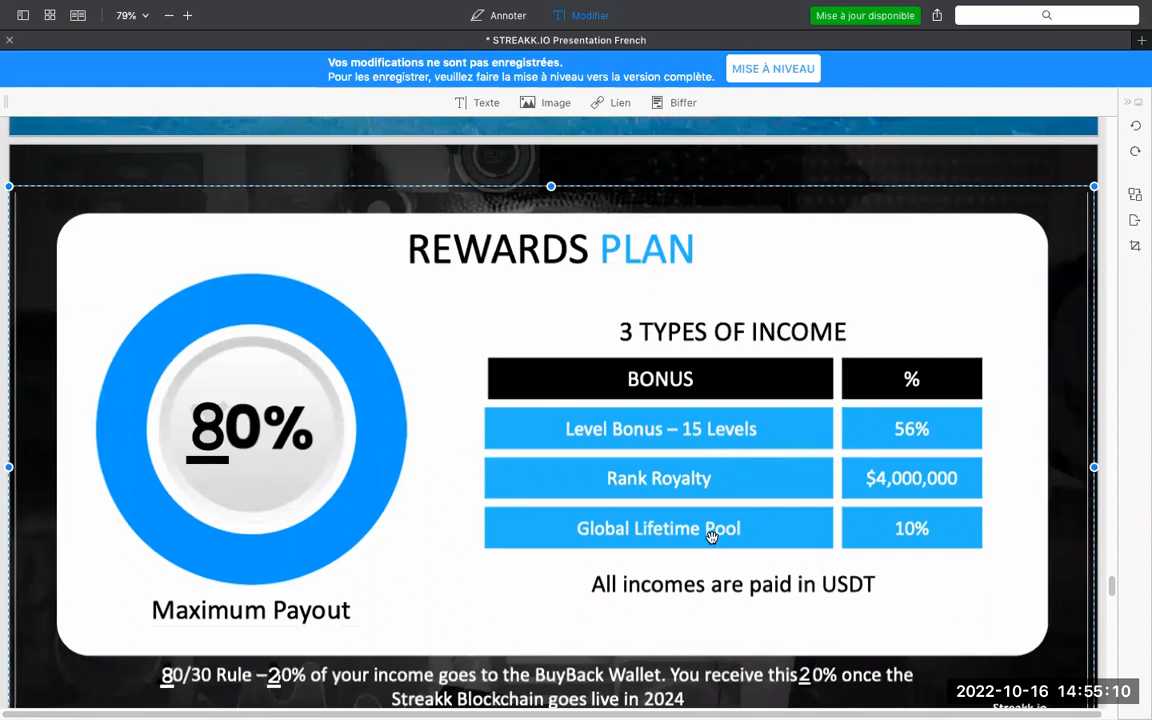 79%
Annoter
Modifier
Mise à jour disponible
* STREAKK.IO Presentation French
Vos modifications ne sont pas enregistrées.
Pour les enregistrer, veuillez faire la mise à niveau vers la version complète.
MISE À NIVEAU
Texte
Image
Lien
Biffer
REWARDS PLAN
80%
Maximum Payout
3 TYPES OF INCOME
BONUS %
Level Bonus – 15 Levels 56%
Rank Royalty $4,000,000
Global Lifetime Pool 10%
All incomes are paid in USDT
80/30 Rule –20% of your income goes to the BuyBack Wallet. You receive this 20% once the
Streakk Blockchain goes live in 2024
2022-10-16 14:55:10
Streakk.io